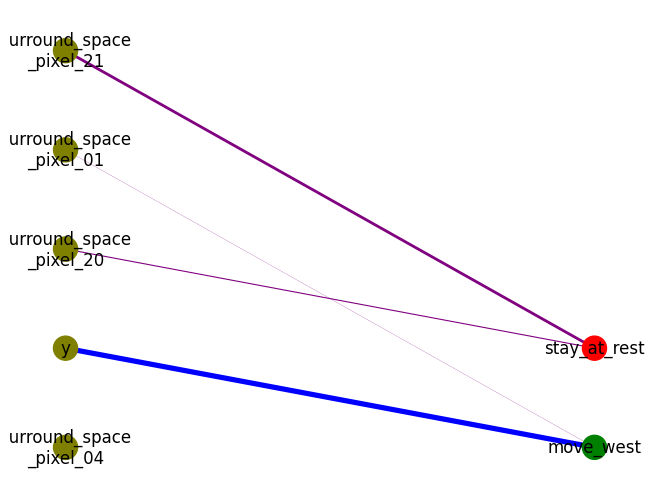 urround_space
_pixel_21
urround_space
_pixel_01
urround_space
_pixel_20
y
stay_at_rest
urround_space
_pixel_04
move_west